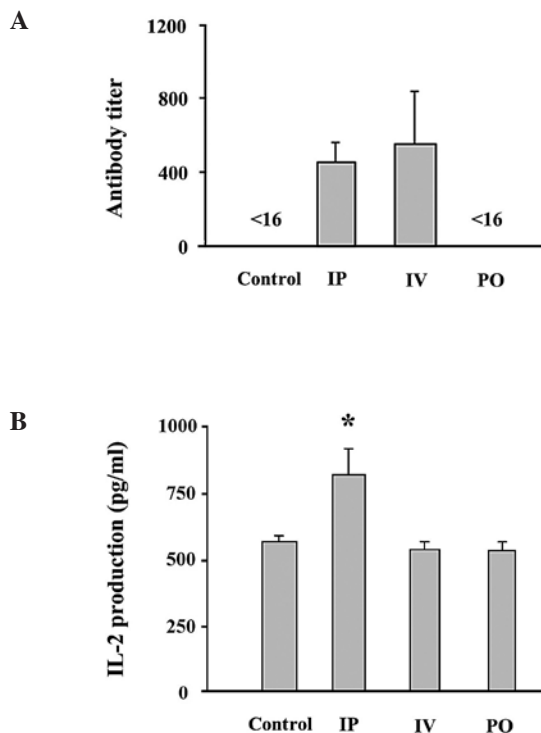 A
Antibody titer
1200
800
400
0
<16
<16
Control IP IV PO
B
IL-2 production (pg/ml)
1000
750
500
250
0
*
Control IP IV PO